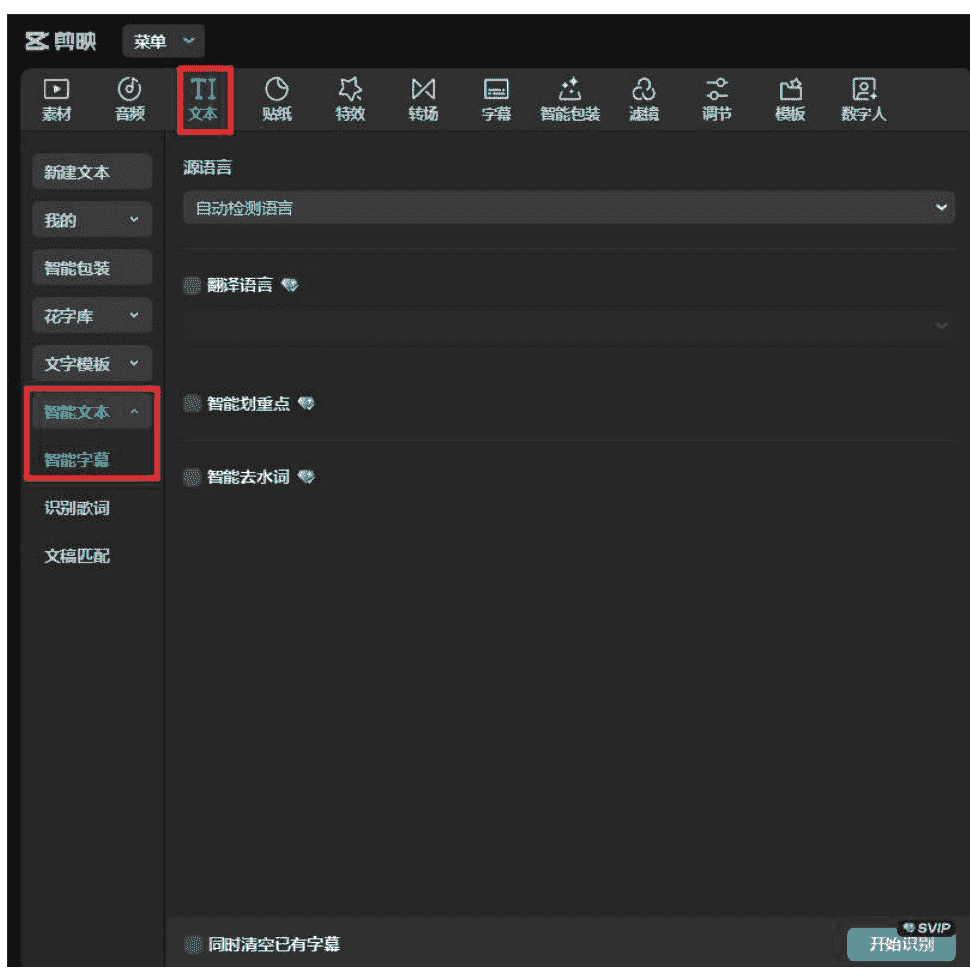 剪映 菜单
素材 音频 文本 贴纸 特效 转场 字幕 智能包装 滤镜 调节 模板 数字人
新建文本
我的
智能包装
花字库
文字模板
智能文本
智能字幕
识别歌词
文稿匹配
源语言
自动检测语言
翻译语言
智能划重点
智能去水词
同时清空已有字幕
SVIP
开始识别